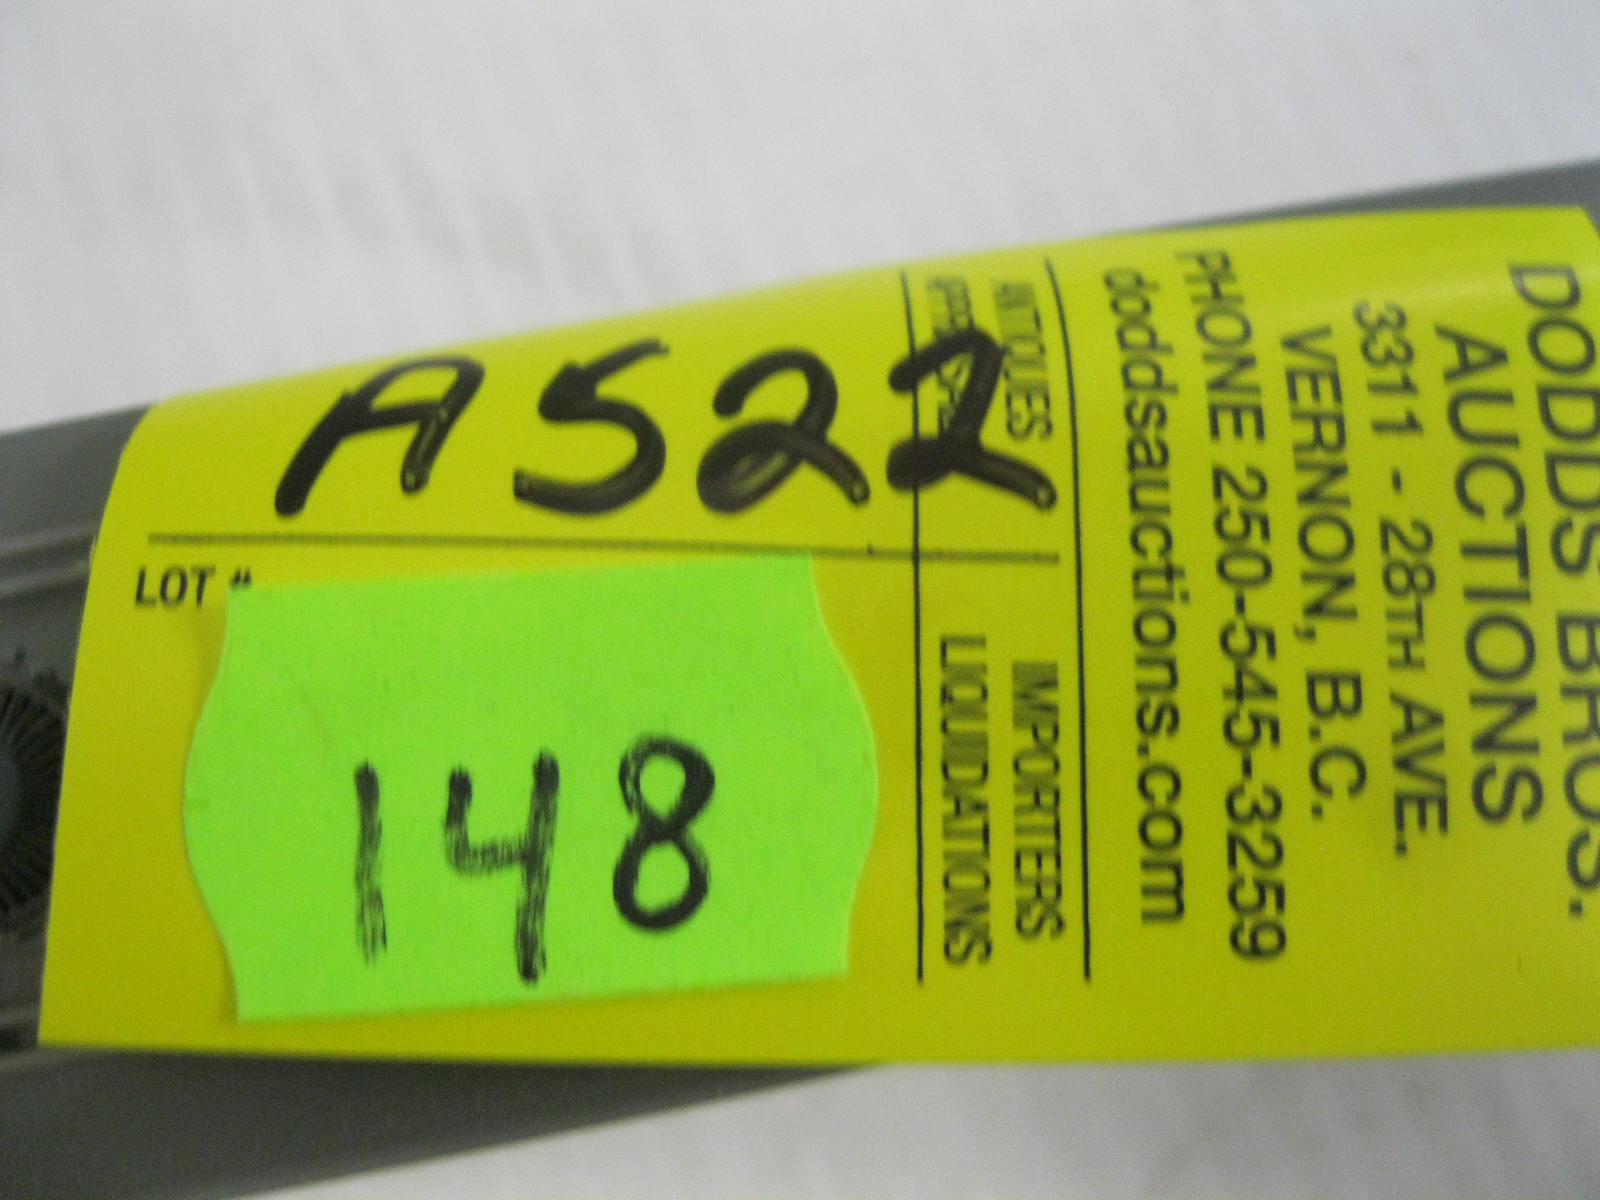 DODDS BROS.
AUCTIONS
3311 - 28TH AVE.
VERNON, B.C.
PHONE 250-545-3259
doddsauctions.com
ANTIQUES IMPORTERS
LIQUIDATIONS
A522
LOT #
148